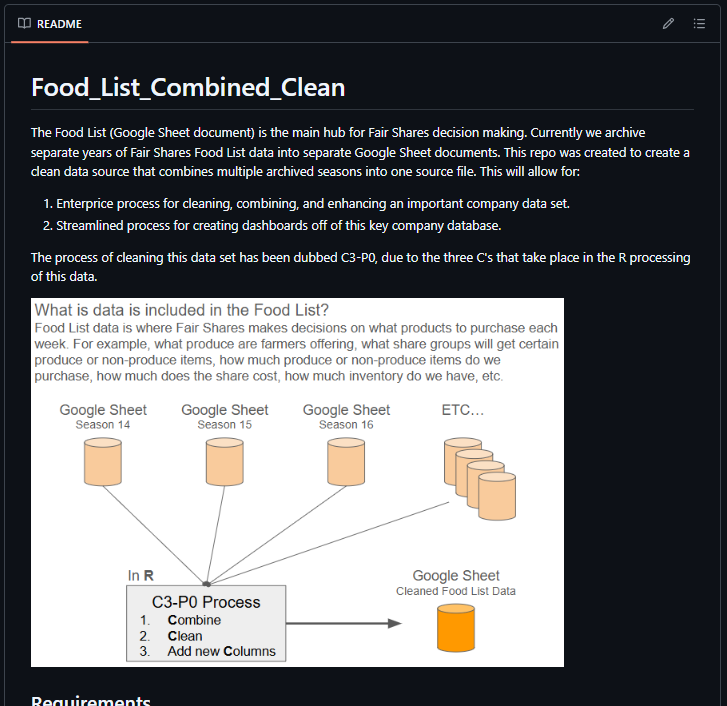 README
Food_List_Combined_Clean
The Food List (Google Sheet document) is the main hub for Fair Shares decision making. Currently we archive
separate years of Fair Shares Food List data into separate Google Sheet documents. This repo was created to create a
clean data source that combines multiple archived seasons into one source file. This will allow for:
1. Enterprice process for cleaning, combining, and enhancing an important company data set.
2. Streamlined process for creating dashboards off of this key company database.
The process of cleaning this data set has been dubbed C3-P0, due to the three C's that take place in the R processing
of this data.
What is data is included in the Food List?
Food List data is where Fair Shares makes decisions on what products to purchase each
week. For example, what produce are farmers offering, what share groups will get certain
produce or non-produce items, how much produce or non-produce items do we
purchase, how much does the share cost, how much inventory do we have, etc.
Google Sheet
Season 14
Google Sheet
Season 15
Google Sheet
Season 16
ETC...
In R
C3-P0 Process
1. Combine
2. Clean
3. Add new Columns
Google Sheet
Cleaned Food List Data
Requirements